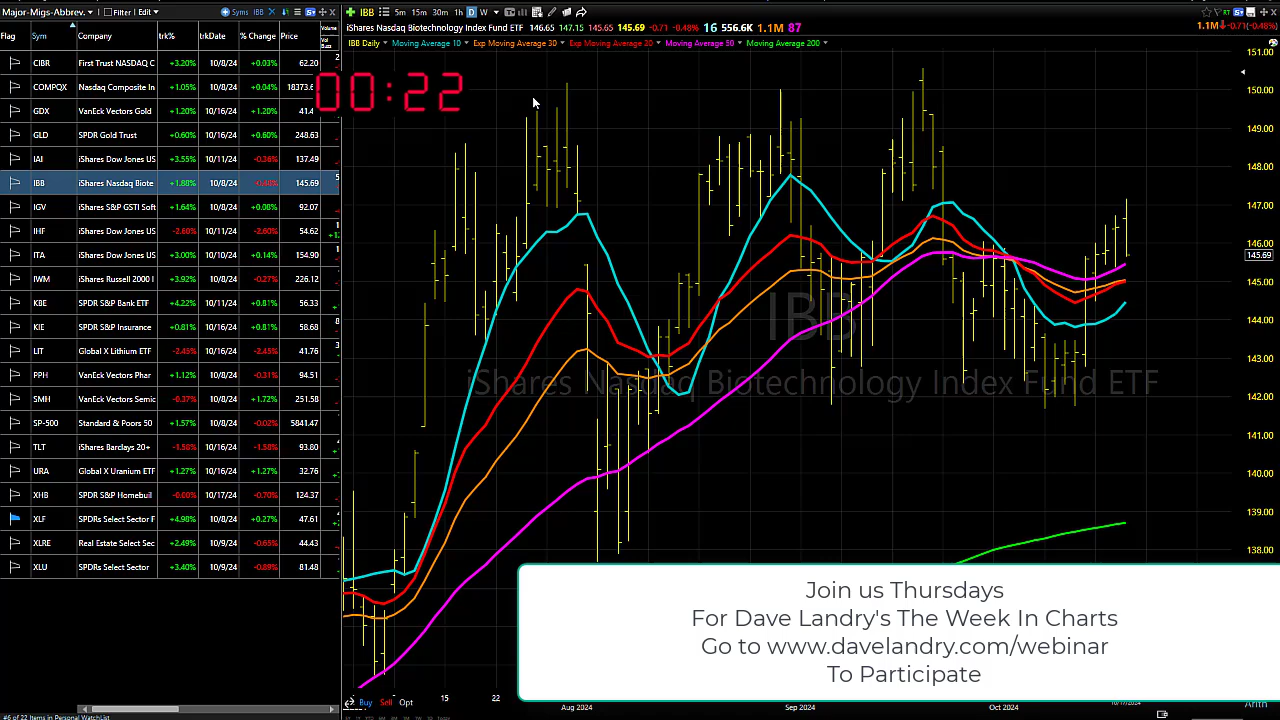 Major-Migs-Abbrev. Filter Edit Syms IBB
IBB 5m 15m 30m 1h D W
iShares Nasdaq Biotechnology Index Fund ETF 146.65 147.15 145.65 145.69 -0.71 -0.48% 16 556.6K 1.1M 87
1.1M -0.71(-0.48%)
IBB Daily Moving Average 10 Exp Moving Average 30 Exp Moving Average 20 Moving Average 50 Moving Average 200
Flag Sym Company trk% trkDate % Change Price Volume
CIBR First Trust NASDAQ C +3.20% 10/8/24 +0.03% 62.20
COMPQX Nasdaq Composite In +1.05% 10/8/24 +0.04%
GDX VanEck Vectors Gold +1.20% 10/16/24 +1.20%
GLD SPDR Gold Trust +0.60% 10/16/24 +0.60% 248.63
IAI iShares Dow Jones US +3.55% 10/11/24 -0.36% 137.49
IBB iShares Nasdaq Biote +1.88% 10/8/24 -0.48% 145.69
IGV iShares S&P GSTI Soft +1.64% 10/8/24 +0.08% 92.07
IHF iShares Dow Jones US -2.60% 10/16/24 -2.60% 54.62
ITA iShares Dow Jones US +3.00% 10/10/24 +0.14% 154.90
IWM iShares Russell 2000 I +3.92% 10/8/24 -0.27% 226.12
KBE SPDR S&P Bank ETF +4.22% 10/11/24 +0.81% 56.33
KIE SPDR S&P Insurance +0.81% 10/16/24 +0.81% 58.68
LIT Global X Lithium ETF -2.45% 10/16/24 -2.45% 41.76
PPH VanEck Vectors Phar +1.12% 10/16/24 -0.31% 94.51
SMH VanEck Vectors Semic -0.37% 10/16/24 +1.72% 251.58
SP-500 Standard & Poors 50 +1.57% 10/8/24 -0.02% 5841.47
TLT iShares Barclays 20+ -1.58% 10/16/24 -1.58% 93.80
URA Global X Uranium ETF +1.27% 10/16/24 +1.27% 32.76
XHB SPDR S&P Homebuil -0.00% 10/17/24 -0.70% 124.37
XLF SPDRs Select Sector F +4.98% 10/8/24 +0.27% 47.61
XLRE Real Estate Select Sec +2.49% 10/9/24 -0.65% 44.43
XLU SPDRs Select Sector +3.40% 10/9/24 -0.89% 81.48
00:22
IBB
iShares Nasdaq Biotechnology Index Fund ETF
151.00
150.00
149.00
148.00
147.00
146.00
145.69
145.00
144.00
143.00
142.00
141.00
140.00
139.00
138.00
Join us Thursdays
For Dave Landry's The Week In Charts
Go to www.davelandry.com/webinar
To Participate
15 22 Aug 2024 Sep 2024 Oct 2024
Buy Sell Opt
Arith
#6 of 22 Items in Personal WatchList